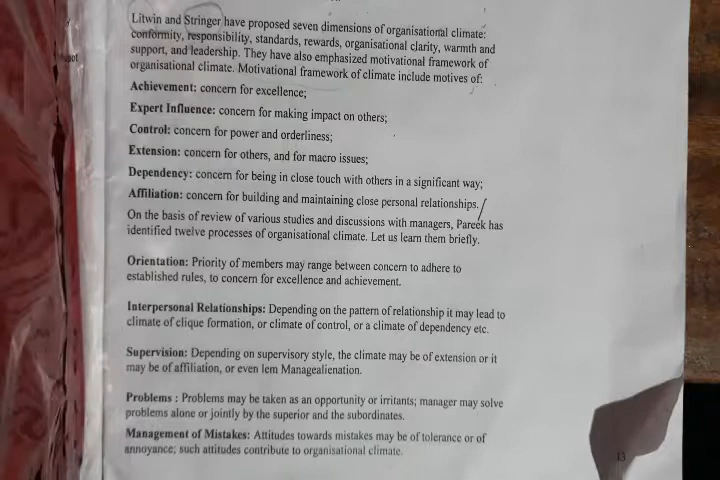 Litwin and Stringer have proposed seven dimensions of organisational climate:
conformity, responsibility, standards, rewards, organisational clarity, warmth and
support, and leadership. They have also emphasized motivational framework of
organisational climate. Motivational framework of climate include motives of:
Achievement: concern for excellence;
Expert Influence: concern for making impact on others;
Control: concern for power and orderliness;
Extension: concern for others, and for macro issues;
Dependency: concern for being in close touch with others in a significant way;
Affiliation: concern for building and maintaining close personal relationships.
On the basis of review of various studies and discussions with managers, Pareek has
identified twelve processes of organisational climate. Let us learn them briefly.
Orientation: Priority of members may range between concern to adhere to
established rules, to concern for excellence and achievement.
Interpersonal Relationships: Depending on the pattern of relationship it may lead to
climate of clique formation, or climate of control, or a climate of dependency etc.
Supervision: Depending on supervisory style, the climate may be of extension or it
may be of affiliation, or even lem Managealienation.
Problems : Problems may be taken as an opportunity or irritants; manager may solve
problems alone or jointly by the superior and the subordinates.
Management of Mistakes: Attitudes towards mistakes may be of tolerance or of
annoyance; such attitudes contribute to organisational climate.
13